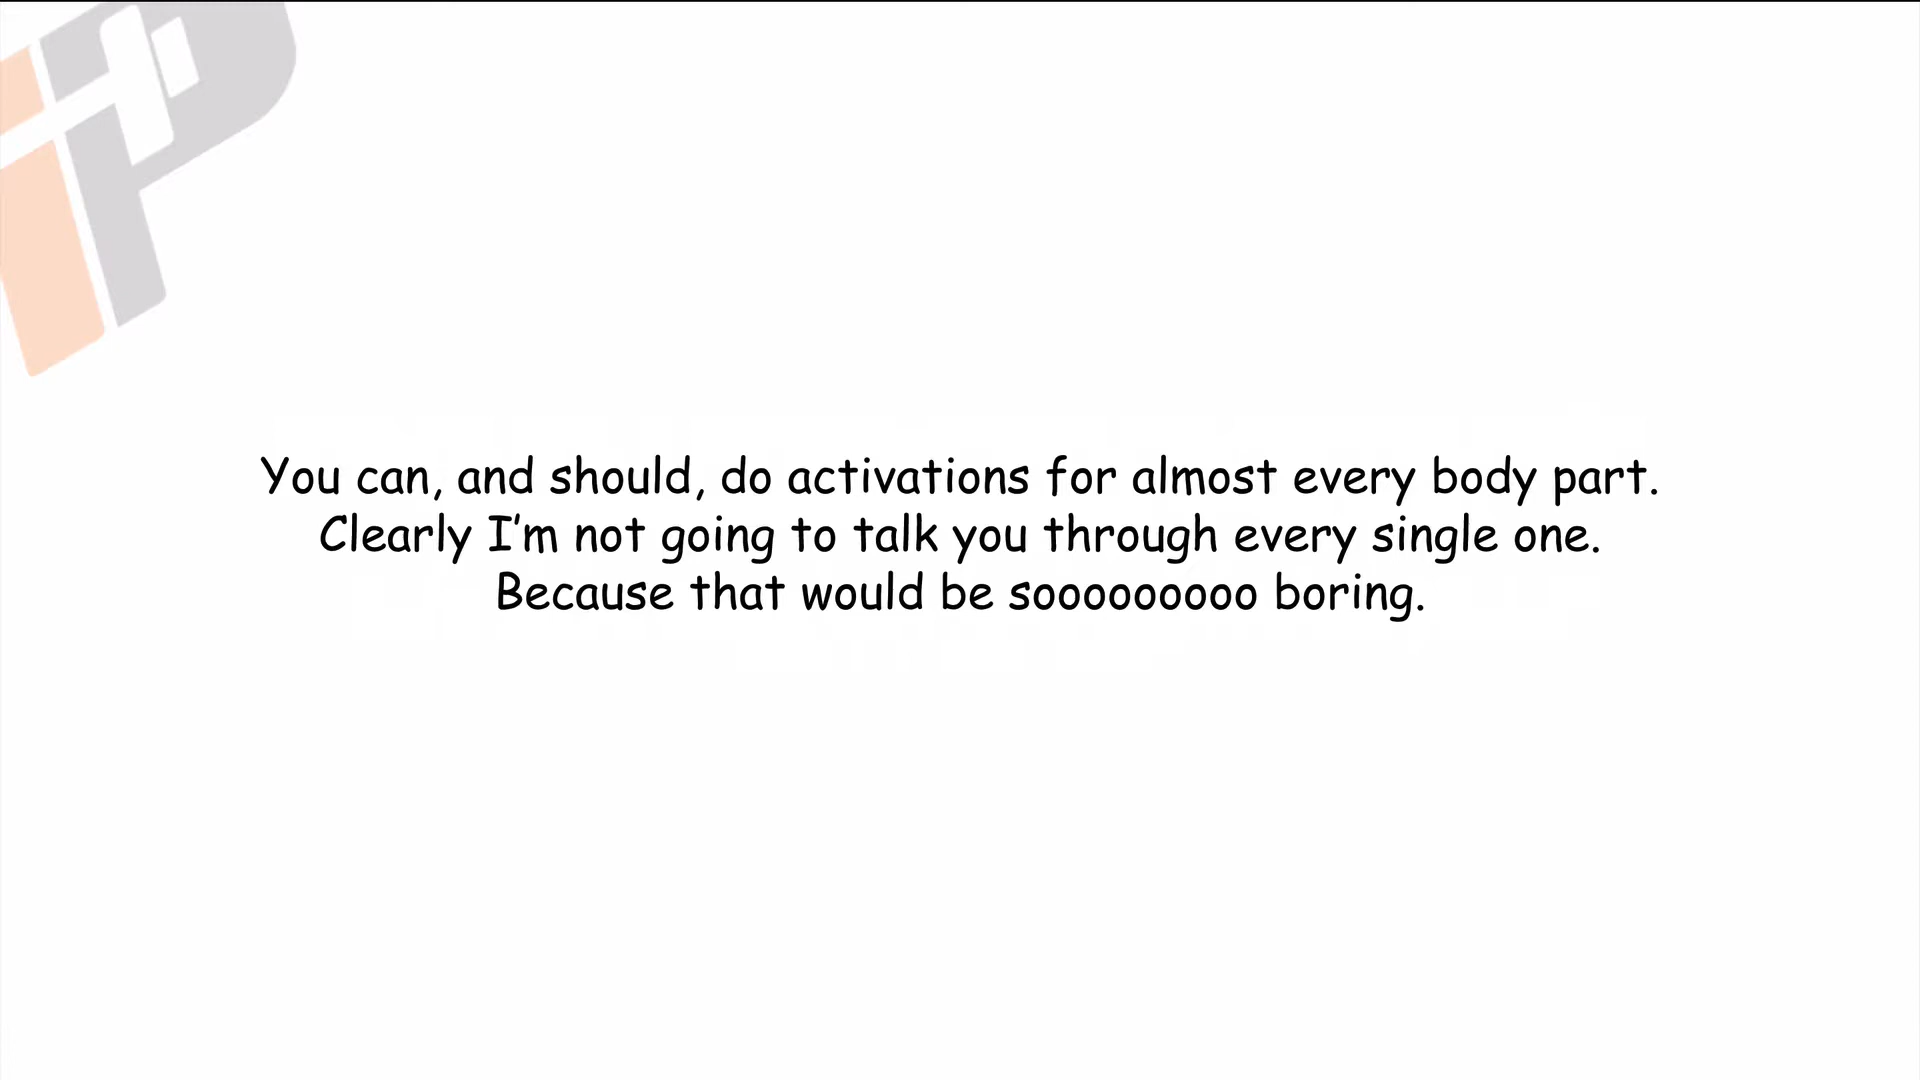 You can, and should, do activations for almost every body part.
Clearly I'm not going to talk you through every single one.
Because that would be sooooooooo boring.